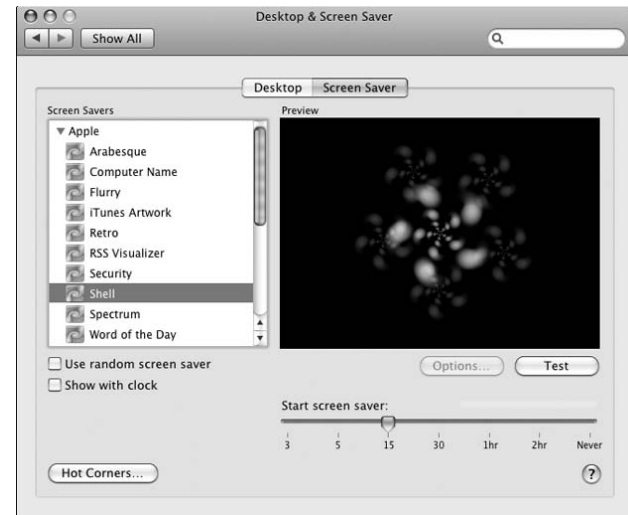 Desktop & Screen Saver
Show All
Desktop Screen Saver
Screen Savers
Preview
Apple
Arabesque
Computer Name
Flurry
iTunes Artwork
Retro
RSS Visualizer
Security
Shell
Spectrum
Word of the Day
Use random screen saver
Show with clock
Options... Test
Start screen saver:
3 5 15 30 1hr 2hr Never
Hot Corners...
?